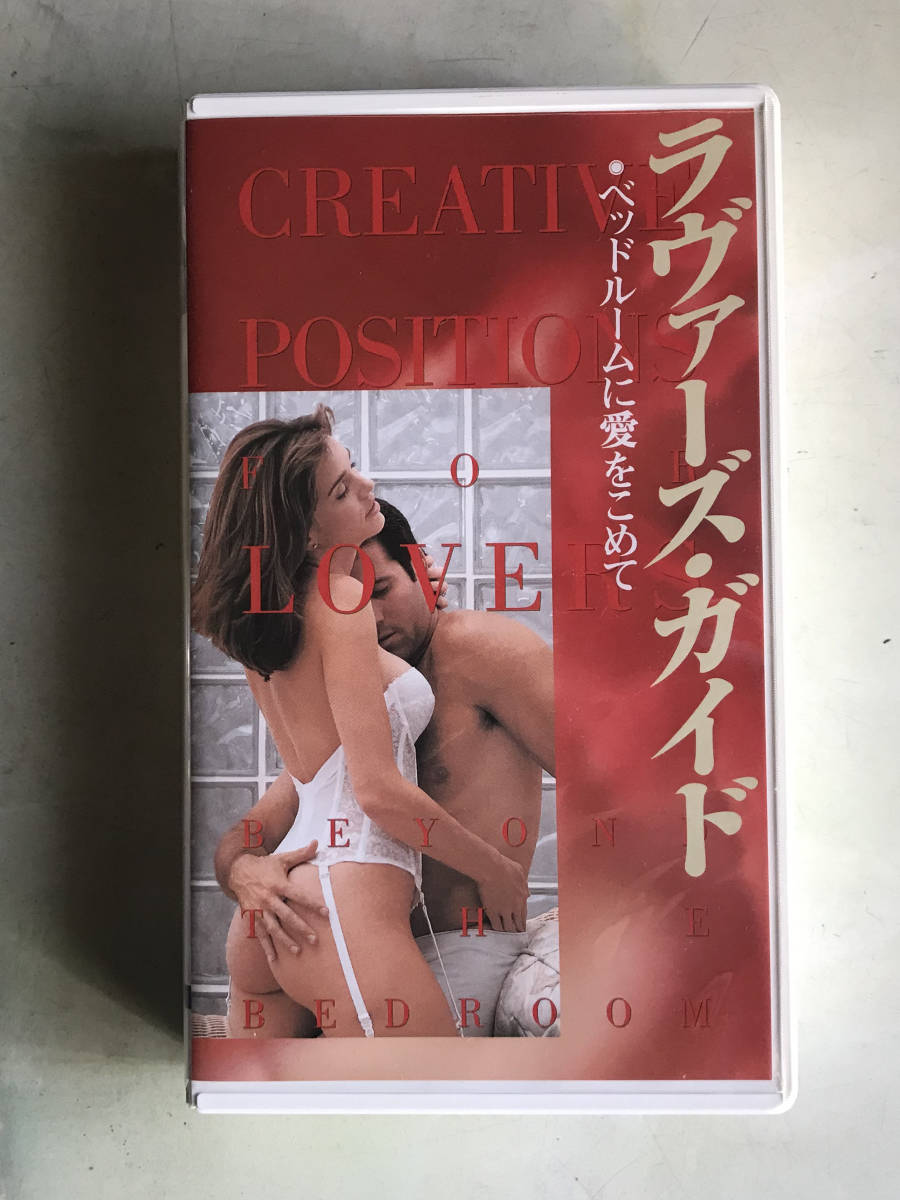 ラヴァーズ・ガイド
●ベッドルームに愛をこめて
CREATIVE
POSITIONS
FOR
LOVERS
BEYOND
THE
BEDROOM